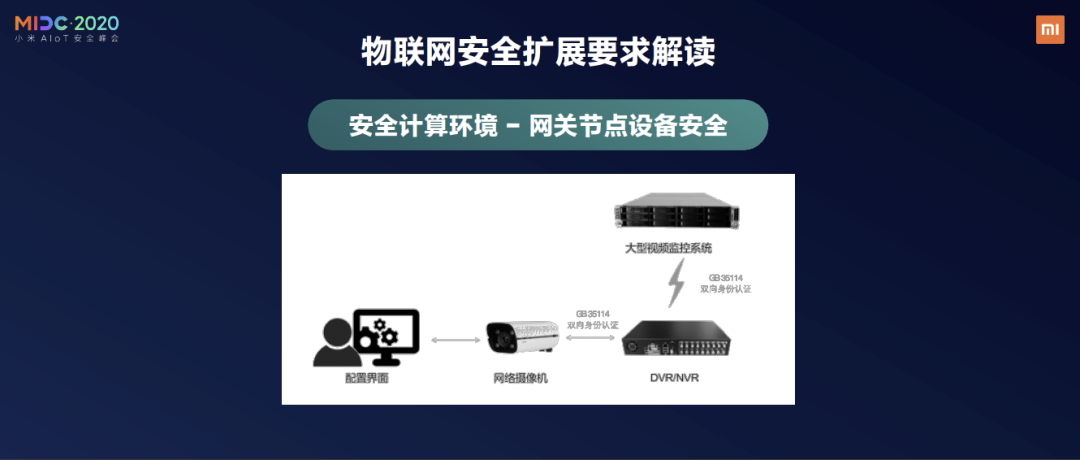 MIDC·2020
小米 AIoT 安全峰会
物联网安全扩展要求解读
安全计算环境 – 网关节点设备安全
大型视频监控系统
GB35114
双向身份认证
GB35114
双向身份认证
配置界面
网络摄像机
DVR/NVR